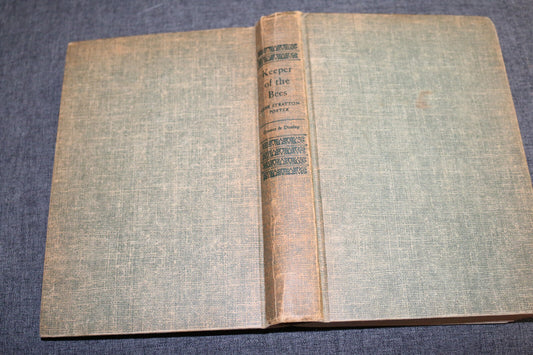 Keeper
of the
Bees
GENE STRATTON
PORTER
Grosset & Dunlap